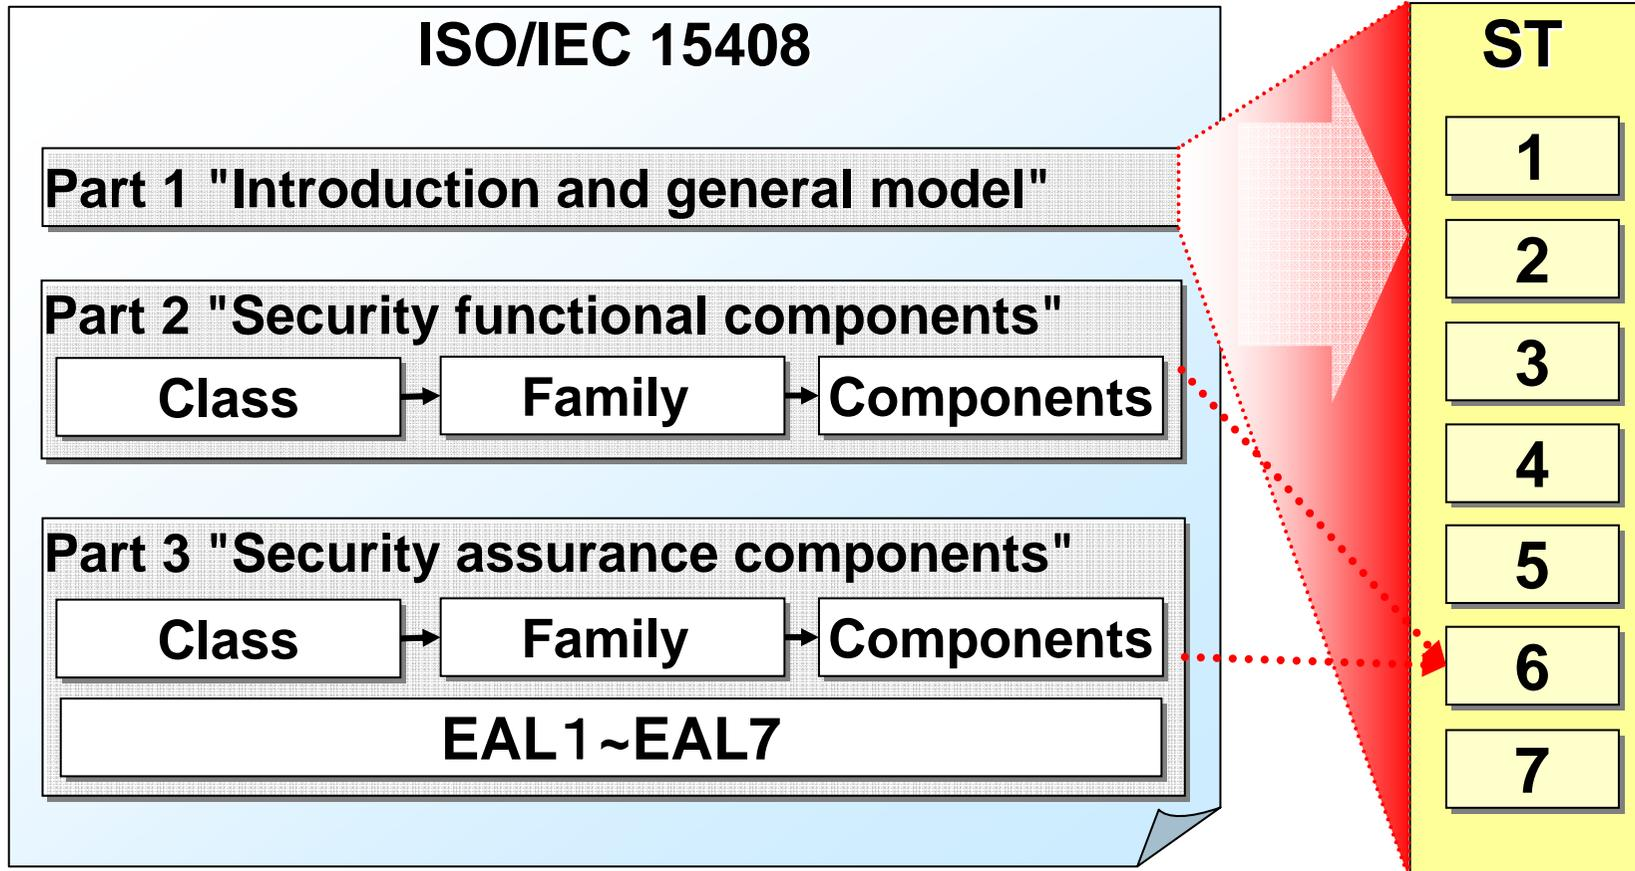 ISO/IEC 15408
Part 1 "Introduction and general model"
Part 2 "Security functional components"
Class
Family
Components
Part 3 "Security assurance components"
Class
Family
Components
EAL1~EAL7
ST
1
2
3
4
5
6
7